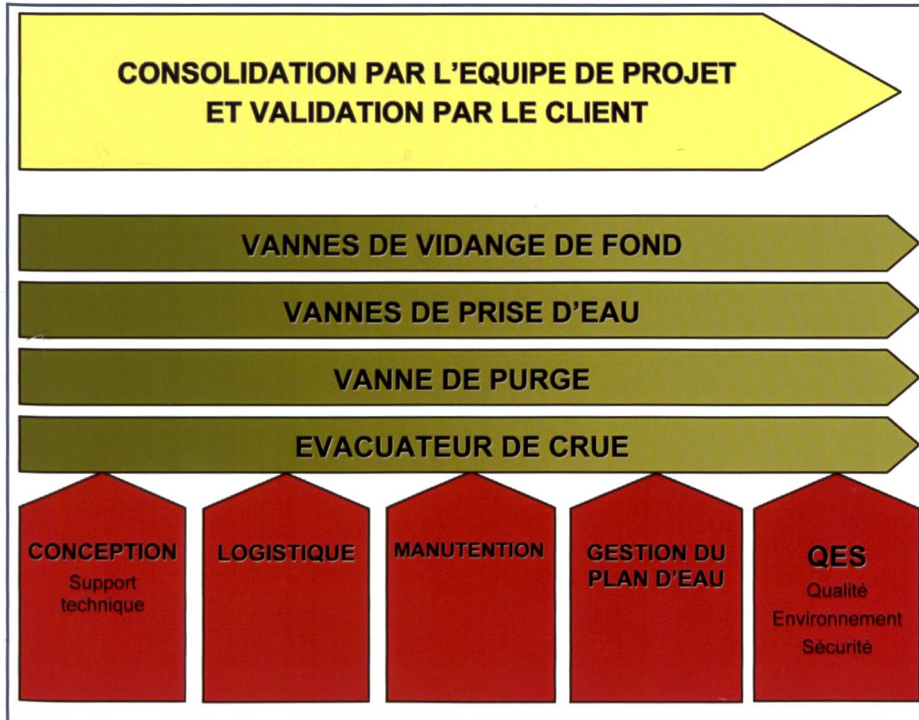 CONSOLIDATION PAR L'EQUIPE DE PROJET
ET VALIDATION PAR LE CLIENT
VANNES DE VIDANGE DE FOND
VANNES DE PRISE D'EAU
VANNE DE PURGE
EVACUATEUR DE CRUE
CONCEPTION
Support
technique
LOGISTIQUE
MANUTENTION
GESTION DU
PLAN D'EAU
QES
Qualité
Environnement
Sécurité